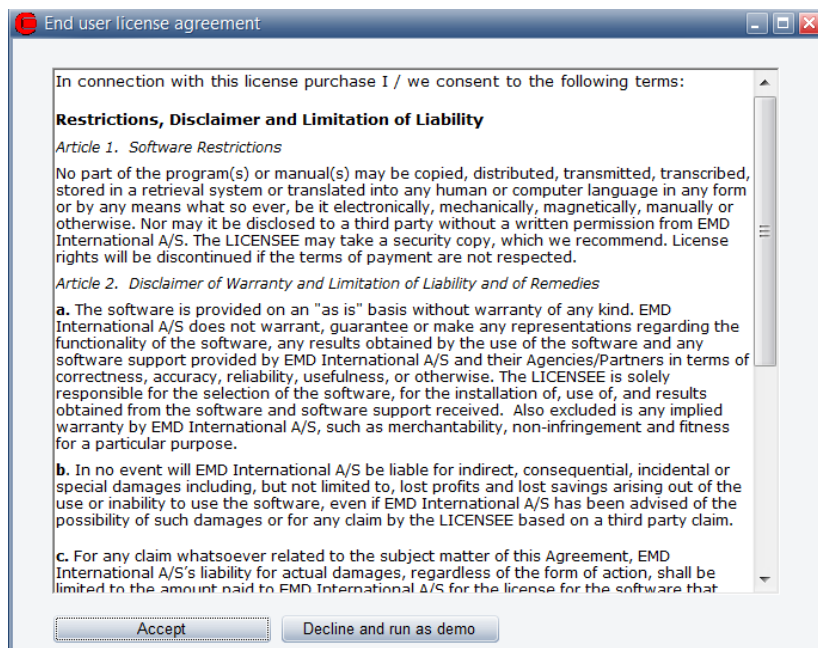 End user license agreement
In connection with this license purchase I / we consent to the following terms:
Restrictions, Disclaimer and Limitation of Liability
Article 1.  Software Restrictions
No part of the program(s) or manual(s) may be copied, distributed, transmitted, transcribed,
stored in a retrieval system or translated into any human or computer language in any form
or by any means what so ever, be it electronically, mechanically, magnetically, manually or
otherwise. Nor may it be disclosed to a third party without a written permission from EMD
International A/S. The LICENSEE may take a security copy, which we recommend. License
rights will be discontinued if the terms of payment are not respected.
Article 2.  Disclaimer of Warranty and Limitation of Liability and of Remedies
a. The software is provided on an "as is" basis without warranty of any kind. EMD
International A/S does not warrant, guarantee or make any representations regarding the
functionality of the software, any results obtained by the use of the software and any
software support provided by EMD International A/S and their Agencies/Partners in terms of
correctness, accuracy, reliability, usefulness, or otherwise. The LICENSEE is solely
responsible for the selection of the software, for the installation of, use of, and results
obtained from the software and software support received.  Also excluded is any implied
warranty by EMD International A/S, such as merchantability, non-infringement and fitness
for a particular purpose.
b. In no event will EMD International A/S be liable for indirect, consequential, incidental or
special damages including, but not limited to, lost profits and lost savings arising out of the
use or inability to use the software, even if EMD International A/S has been advised of the
possibility of such damages or for any claim by the LICENSEE based on a third party claim.
c. For any claim whatsoever related to the subject matter of this Agreement, EMD
International A/S's liability for actual damages, regardless of the form of action, shall be
limited to the amount paid to EMD International A/S for the license for the software that
Accept
Decline and run as demo